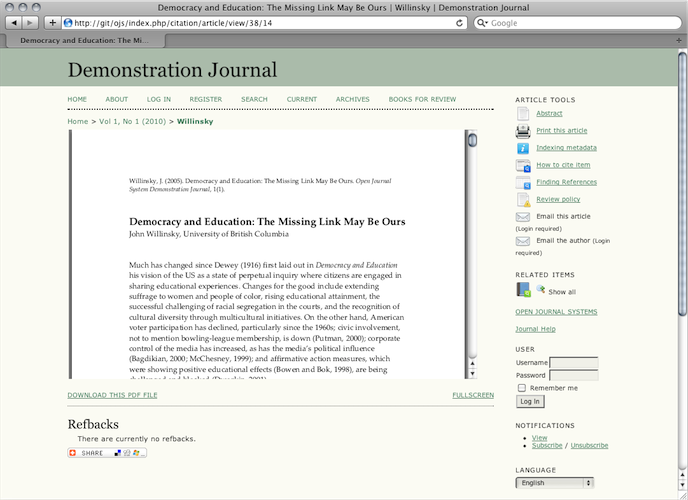 Democracy and Education: The Missing Link May Be Ours | Willinsky | Demonstration Journal
http://git/ojs/index.php/citation/article/view/38/14
Google
Democracy and Education: The Mi...
Demonstration Journal
HOME ABOUT LOG IN REGISTER SEARCH CURRENT ARCHIVES BOOKS FOR REVIEW
Home > Vol 1, No 1 (2010) > Willinsky
Willinsky, J. (2005). Democracy and Education: The Missing Link May Be Ours. Open Journal
System Demonstration Journal, 1(1).
Democracy and Education: The Missing Link May Be Ours
John Willinsky, University of British Columbia
Much has changed since Dewey (1916) first laid out in Democracy and Education
his vision of the US as a state of perpetual inquiry where citizens are engaged in
sharing educational experiences. Changes for the good include extending
suffrage to women and people of color, rising educational attainment, the
successful challenging of racial segregation in the courts, and the recognition of
cultural diversity through multicultural initiatives. On the other hand, American
voter participation has declined, particularly since the 1960s; civic involvement,
not to mention bowling-league membership, is down (Putman, 2000); corporate
control of the media has increased, as has the media's political influence
(Bagdikian, 2000; McChesney, 1999); and affirmative action measures, which
were showing positive educational effects (Bowen and Bok, 1998), are being
DOWNLOAD THIS PDF FILE FULLSCREEN
Refbacks
There are currently no refbacks.
SHARE
ARTICLE TOOLS
Abstract
Print this article
Indexing metadata
How to cite item
Finding References
Review policy
Email this article
(Login required)
Email the author (Login
required)
RELATED ITEMS
Show all
OPEN JOURNAL SYSTEMS
Journal Help
USER
Username
Password
Remember me
Log In
NOTIFICATIONS
View
Subscribe / Unsubscribe
LANGUAGE
English